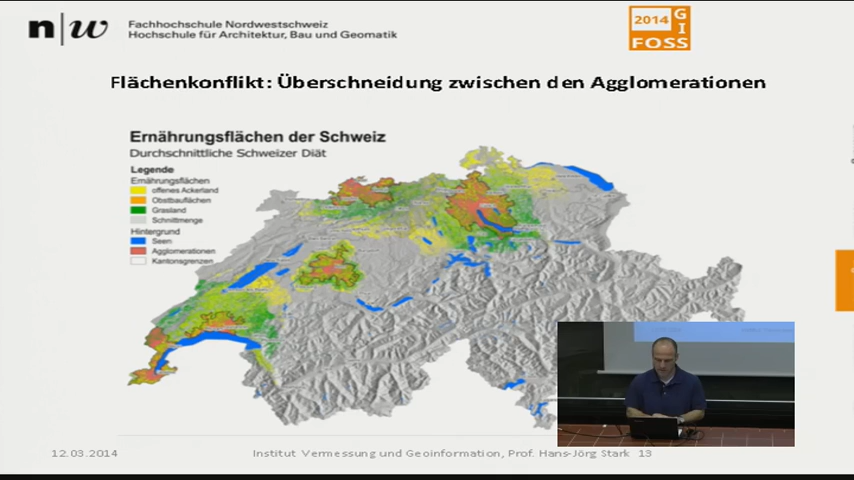 n|w Fachhochschule Nordwestschweiz
Hochschule für Architektur, Bau und Geomatik
2014 GI
FOSS
Flächenkonflikt: Überschneidung zwischen den Agglomerationen
Ernährungsflächen der Schweiz
Durchschnittliche Schweizer Diät
Legende
Ernährungsflächen
offenes Ackerland
Obstbauflächen
Grasland
Schnittmenge
Hintergrund
Seen
Agglomerationen
Kantonsgrenzen
12.03.2014 Institut Vermessung und Geoinformation, Prof. Hans-Jörg Stark 13